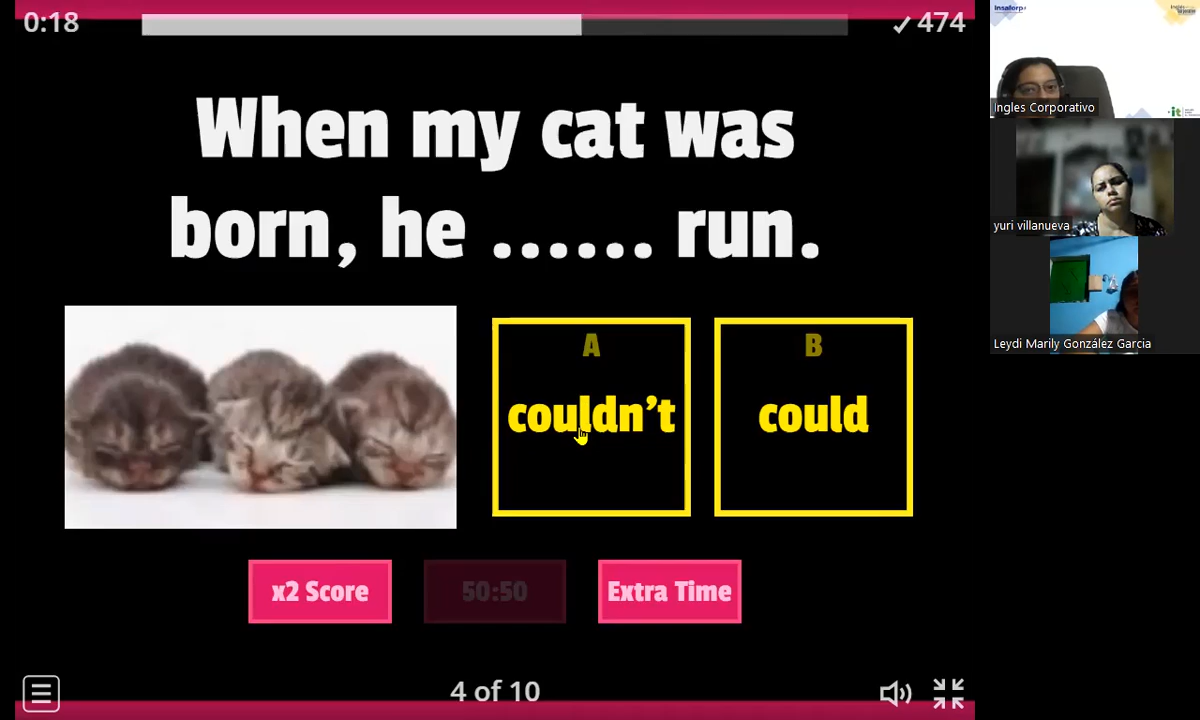 0:18
474
When my cat was
born, he ...... run.
A
couldn't
B
could
x2 Score
50:50
Extra Time
4 of 10
Ingles Corporativo
yuri villanueva
Leydi Marily González Garcia